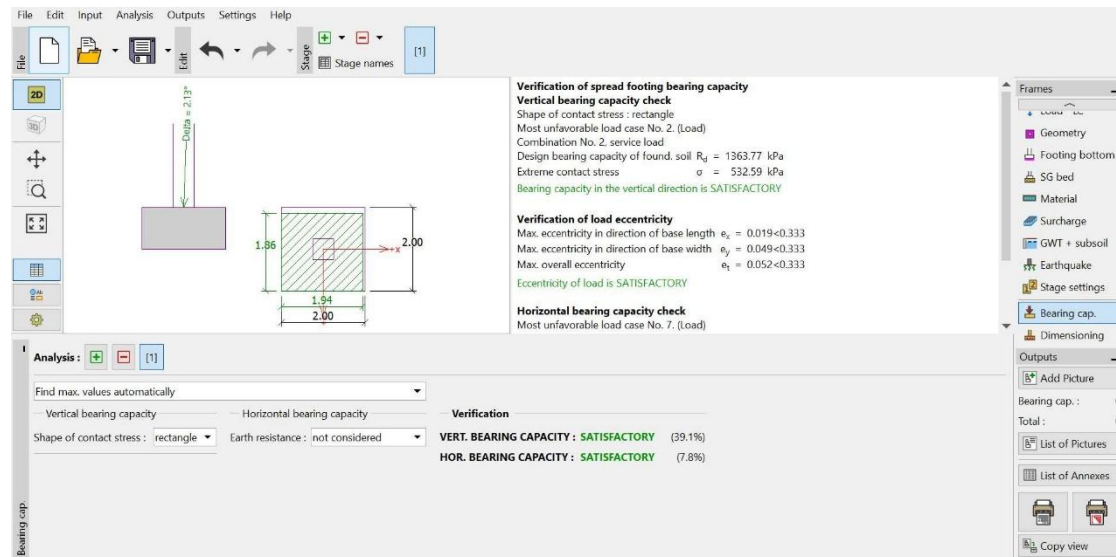 File Edit Input Analysis Outputs Settings Help
File
Edit
Stage
Stage names
[1]
2D
3D
Delta = 2.13°
1.86
2.00
+x
1.94
2.00
Verification of spread footing bearing capacity
Vertical bearing capacity check
Shape of contact stress : rectangle
Most unfavorable load case No. 2. (Load)
Combination No. 2, service load
Design bearing capacity of found. soil Rd = 1363.77 kPa
Extreme contact stress σ = 532.59 kPa
Bearing capacity in the vertical direction is SATISFACTORY
Verification of load eccentricity
Max. eccentricity in direction of base length ex = 0.019<0.333
Max. eccentricity in direction of base width ey = 0.049<0.333
Max. overall eccentricity et = 0.052<0.333
Eccentricity of load is SATISFACTORY
Horizontal bearing capacity check
Most unfavorable load case No. 7. (Load)
Frames
Geometry
Footing bottom
SG bed
Material
Surcharge
GWT + subsoil
Earthquake
Stage settings
Bearing cap.
Dimensioning
Outputs
Add Picture
Bearing cap. :
Total :
List of Pictures
List of Annexes
Copy view
Bearing cap.
Analysis : [1]
Find max. values automatically
Vertical bearing capacity
Shape of contact stress : rectangle
Horizontal bearing capacity
Earth resistance : not considered
Verification
VERT. BEARING CAPACITY : SATISFACTORY (39.1%)
HOR. BEARING CAPACITY : SATISFACTORY (7.8%)